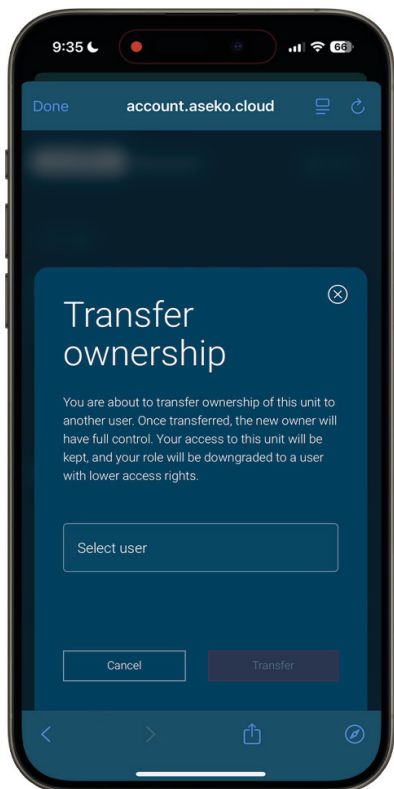 9:35
66
Done
account.aseko.cloud
Transfer
ownership
You are about to transfer ownership of this unit to
another user. Once transferred, the new owner will
have full control. Your access to this unit will be
kept, and your role will be downgraded to a user
with lower access rights.
Select user
Cancel
Transfer